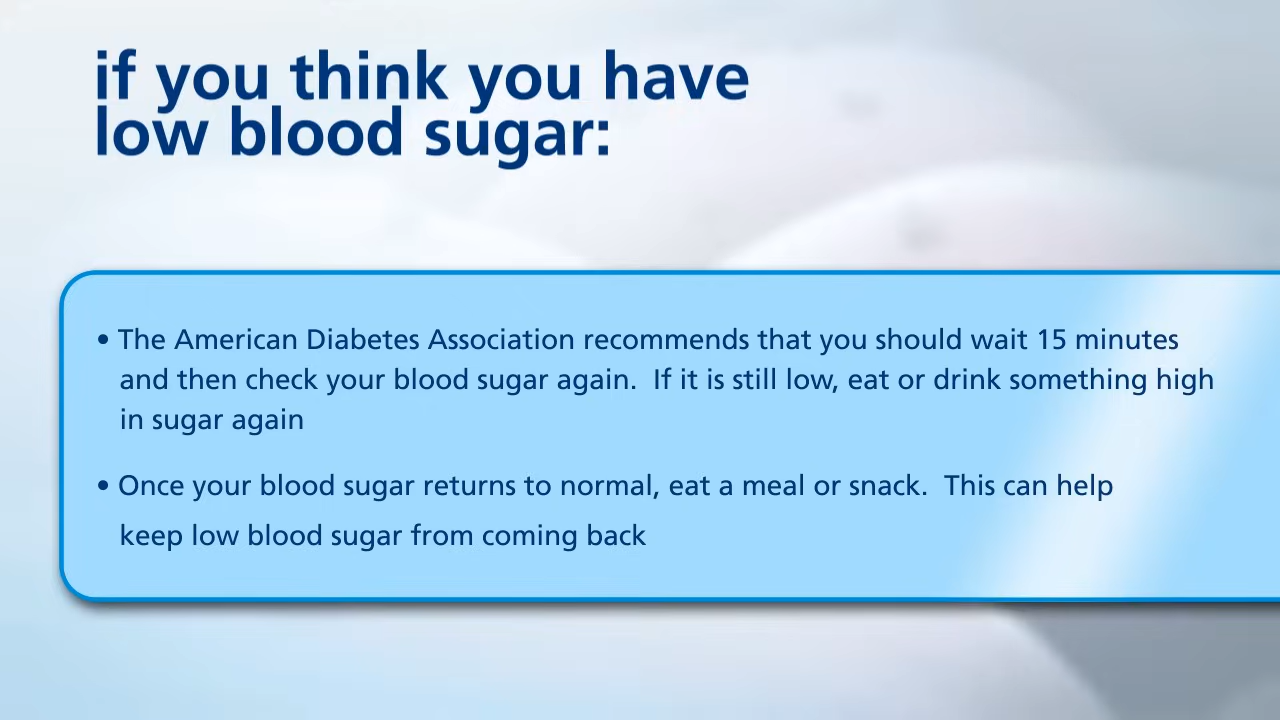 if you think you have
low blood sugar:
• The American Diabetes Association recommends that you should wait 15 minutes
and then check your blood sugar again.  If it is still low, eat or drink something high
in sugar again
• Once your blood sugar returns to normal, eat a meal or snack.  This can help
keep low blood sugar from coming back